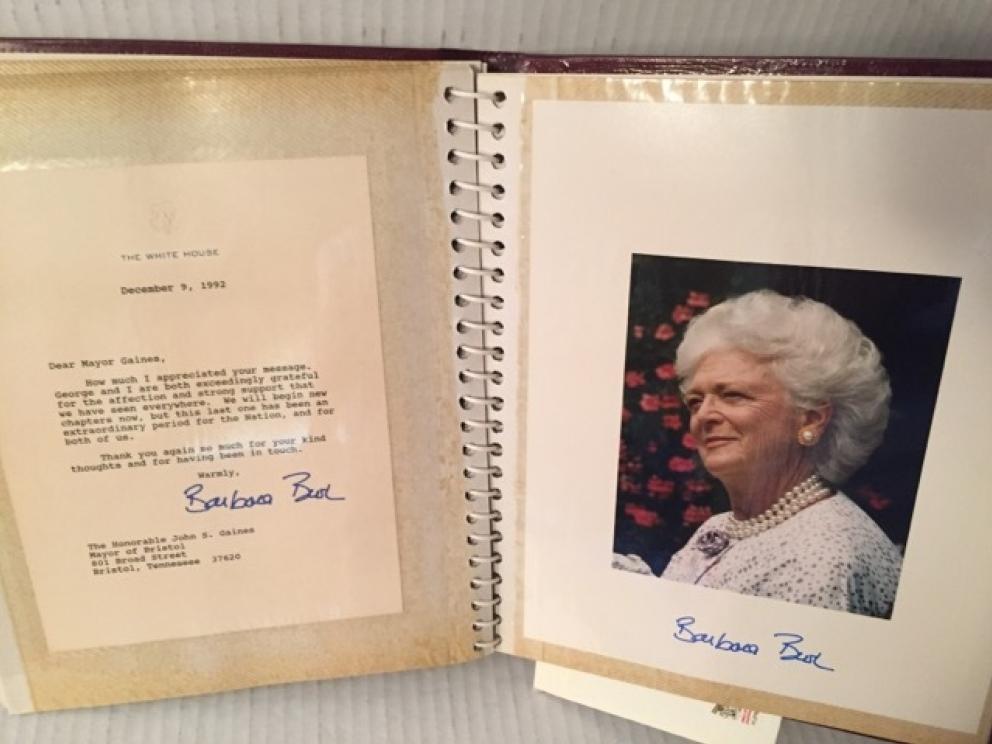 THE WHITE HOUSE
December 9, 1992
Dear Mayor Gaines,
How much I appreciated your message.
George and I are both exceedingly grateful
for the affection and strong support that
we have seen everywhere. We will begin new
chapters now, but this last one has been an
extraordinary period for the Nation, and for
both of us.
Thank you again so much for your kind
thoughts and for having been in touch.
Warmly,
Barbara Bush
The Honorable John S. Gaines
Mayor of Bristol
801 Broad Street
Bristol, Tennessee 37620
Barbara Bush